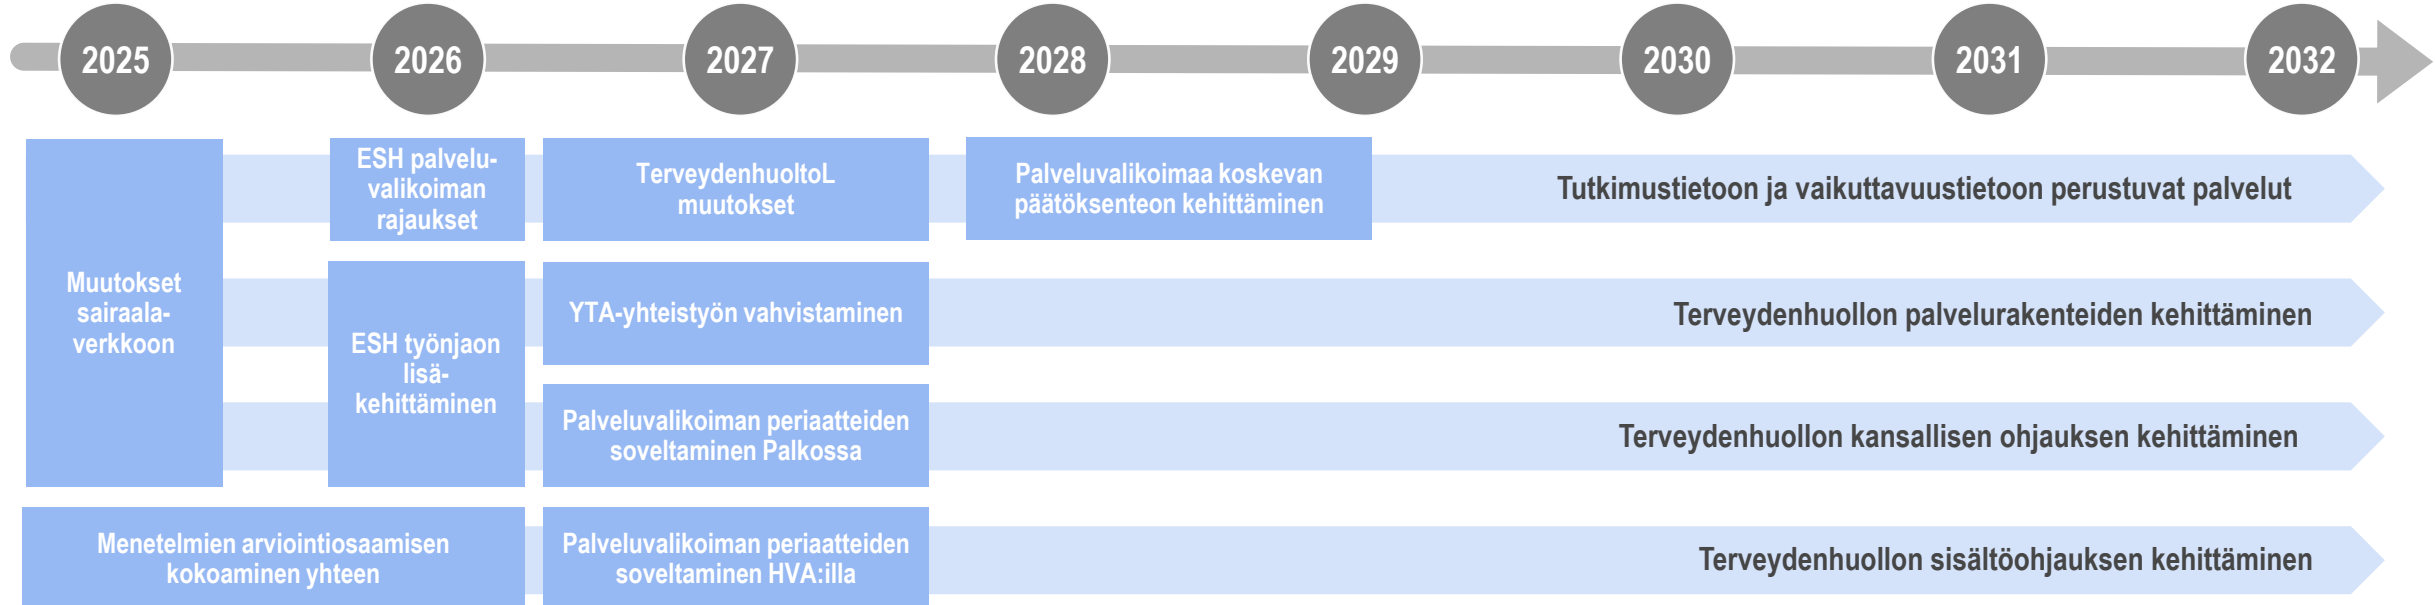 2025
2026
2027
2028
2029
2030
2031
2032
Muutokset
sairaala-
verkkoon
ESH palvelu-
valikoiman
rajaukset
TerveydenhuoltoL
muutokset
Palveluvalikoimaa koskevan
päätöksenteon kehittäminen
Tutkimustietoon ja vaikuttavuustietoon perustuvat palvelut
ESH työnjaon
lisä-
kehittäminen
YTA-yhteistyön vahvistaminen
Terveydenhuollon palvelurakenteiden kehittäminen
Palveluvalikoiman periaatteiden
soveltaminen Palkossa
Terveydenhuollon kansallisen ohjauksen kehittäminen
Menetelmien arviointiosaamisen
kokoaminen yhteen
Palveluvalikoiman periaatteiden
soveltaminen HVA:illa
Terveydenhuollon sisältöohjauksen kehittäminen